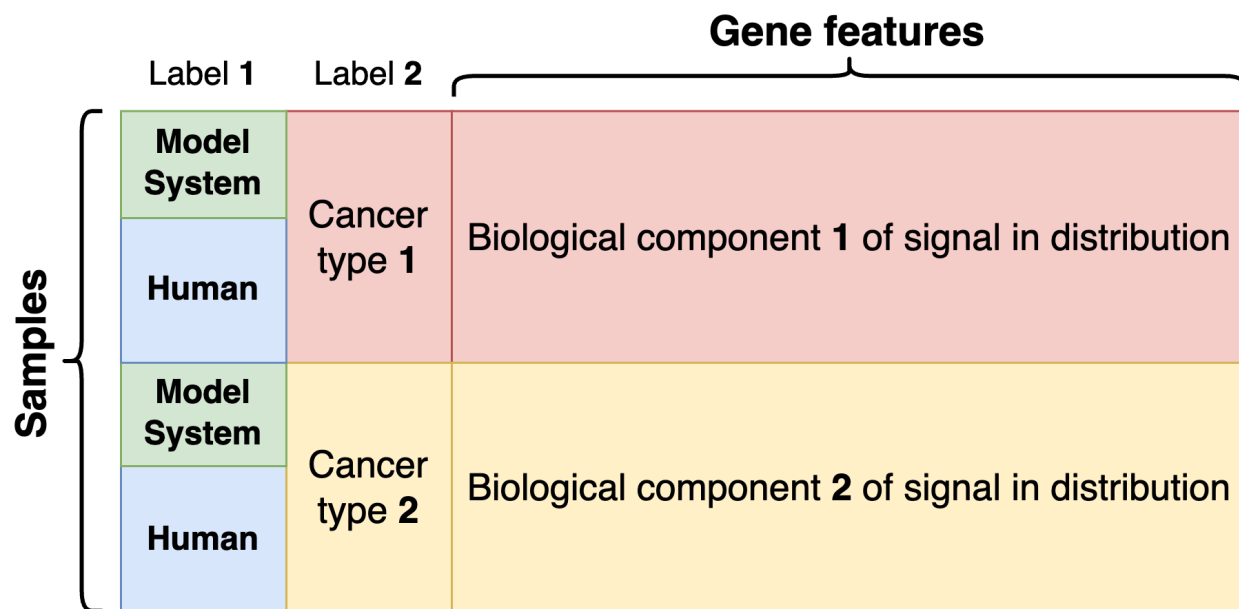 Gene features
Label 1
Label 2
Samples
Model
System
Cancer
type 1
Biological component 1 of signal in distribution
Human
Model
System
Cancer
type 2
Biological component 2 of signal in distribution
Human